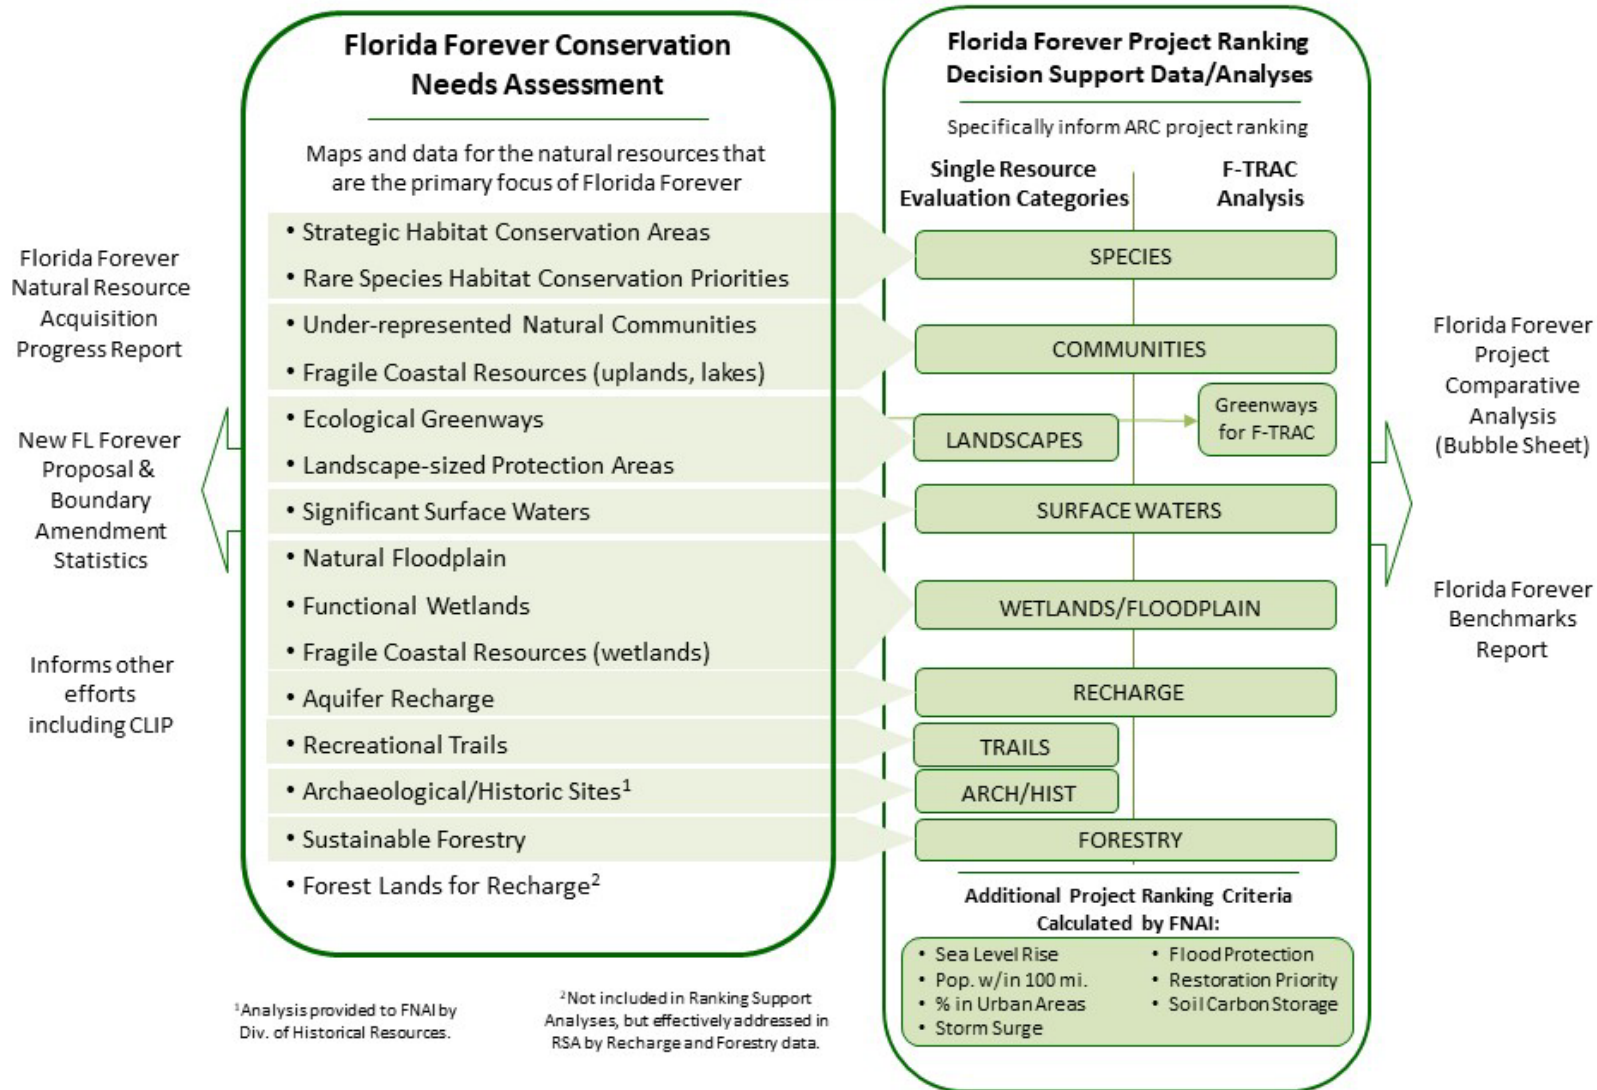 Florida Forever Conservation
Needs Assessment
Maps and data for the natural resources that
are the primary focus of Florida Forever
• Strategic Habitat Conservation Areas
• Rare Species Habitat Conservation Priorities
• Under-represented Natural Communities
• Fragile Coastal Resources (uplands, lakes)
• Ecological Greenways
• Landscape-sized Protection Areas
• Significant Surface Waters
• Natural Floodplain
• Functional Wetlands
• Fragile Coastal Resources (wetlands)
• Aquifer Recharge
• Recreational Trails
• Archaeological/Historic Sites¹
• Sustainable Forestry
• Forest Lands for Recharge²
Florida Forever
Natural Resource
Acquisition
Progress Report
New FL Forever
Proposal &
Boundary
Amendment
Statistics
Informs other
efforts
including CLIP
Florida Forever Project Ranking
Decision Support Data/Analyses
Specifically inform ARC project ranking
Single Resource
Evaluation Categories
F-TRAC
Analysis
SPECIES
COMMUNITIES
LANDSCAPES
Greenways
for F-TRAC
SURFACE WATERS
WETLANDS/FLOODPLAIN
RECHARGE
TRAILS
ARCH/HIST
FORESTRY
Additional Project Ranking Criteria
Calculated by FNAI:
• Sea Level Rise
• Pop. w/in 100 mi.
• % in Urban Areas
• Storm Surge
• Flood Protection
• Restoration Priority
• Soil Carbon Storage
Florida Forever
Project
Comparative
Analysis
(Bubble Sheet)
Florida Forever
Benchmarks
Report
¹Analysis provided to FNAI by
Div. of Historical Resources.
²Not included in Ranking Support
Analyses, but effectively addressed in
RSA by Recharge and Forestry data.